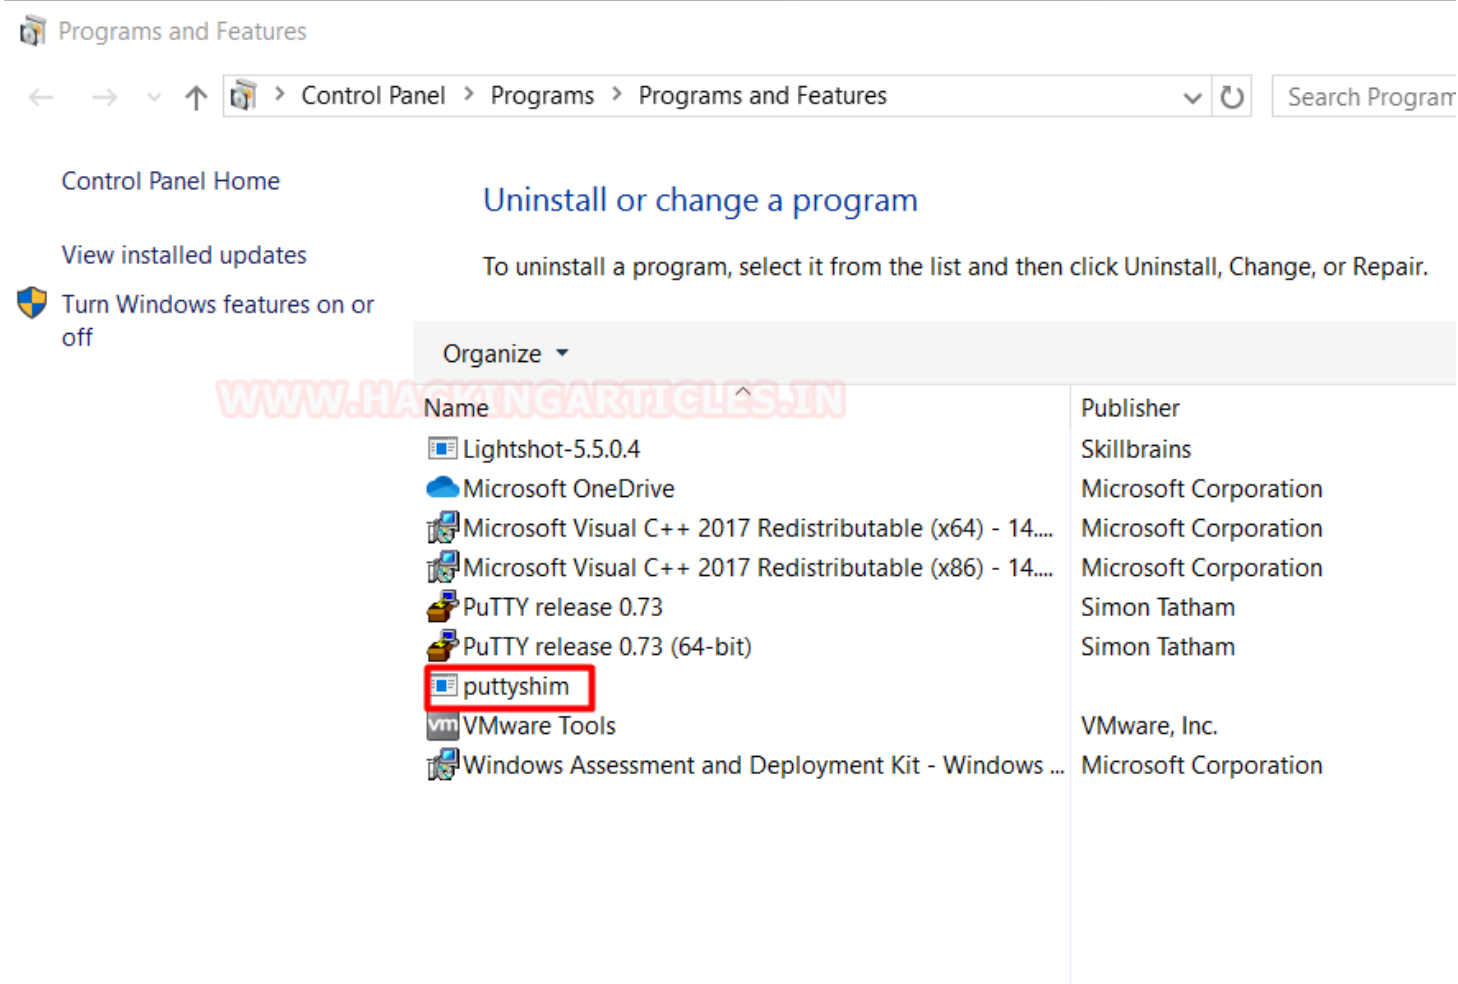 Programs and Features
Control Panel > Programs > Programs and Features
Search Program
Control Panel Home
View installed updates
Turn Windows features on or
off
Uninstall or change a program
To uninstall a program, select it from the list and then click Uninstall, Change, or Repair.
Organize
WWW.HACKINGARTICLES.IN
Name Publisher
Lightshot-5.5.0.4 Skillbrains
Microsoft OneDrive Microsoft Corporation
Microsoft Visual C++ 2017 Redistributable (x64) - 14.... Microsoft Corporation
Microsoft Visual C++ 2017 Redistributable (x86) - 14.... Microsoft Corporation
PuTTY release 0.73 Simon Tatham
PuTTY release 0.73 (64-bit) Simon Tatham
puttyshim
vm VMware Tools VMware, Inc.
Windows Assessment and Deployment Kit - Windows ... Microsoft Corporation